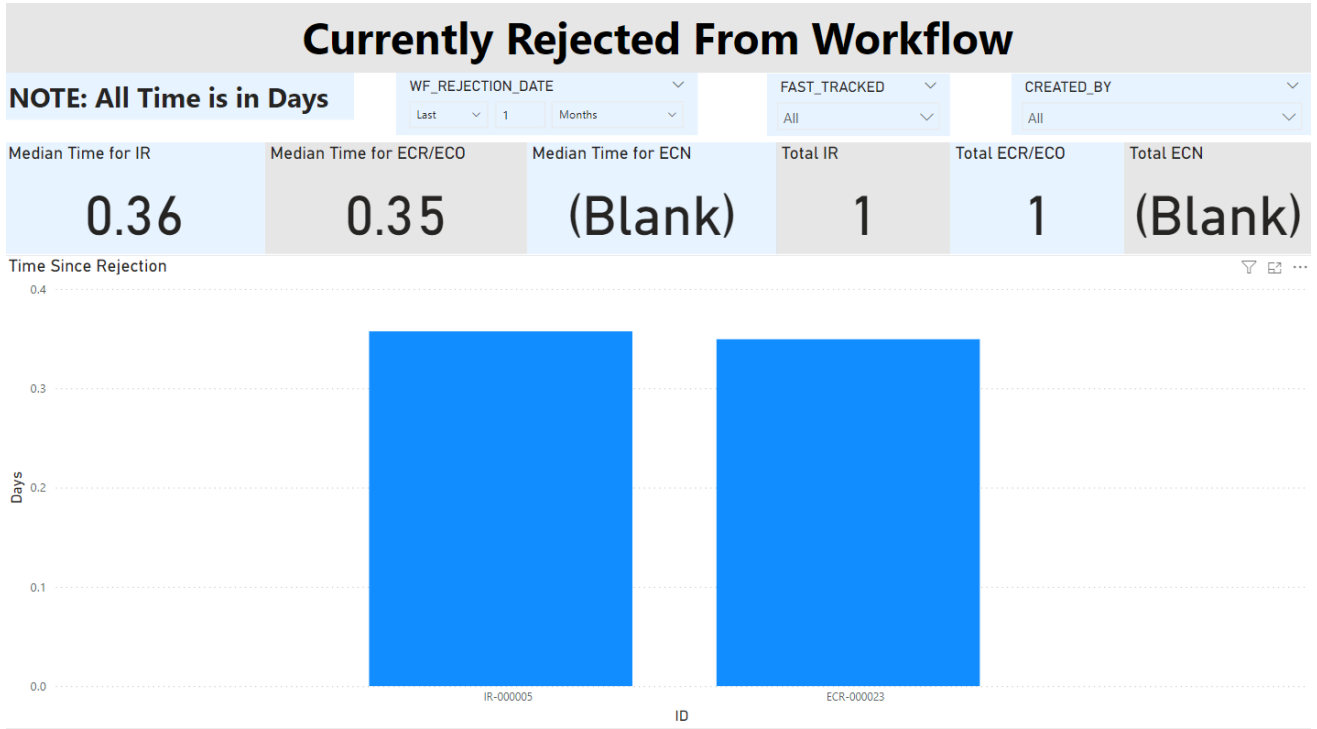 Currently Rejected From Workflow
NOTE: All Time is in Days
WF_REJECTION_DATE
Last
1
Months
FAST_TRACKED
All
CREATED_BY
All
Median Time for IR
0.36
Median Time for ECR/ECO
0.35
Median Time for ECN
(Blank)
Total IR
1
Total ECR/ECO
1
Total ECN
(Blank)
Time Since Rejection
Days
0.4
0.3
0.2
0.1
0.0
IR-000005
ECR-000023
ID